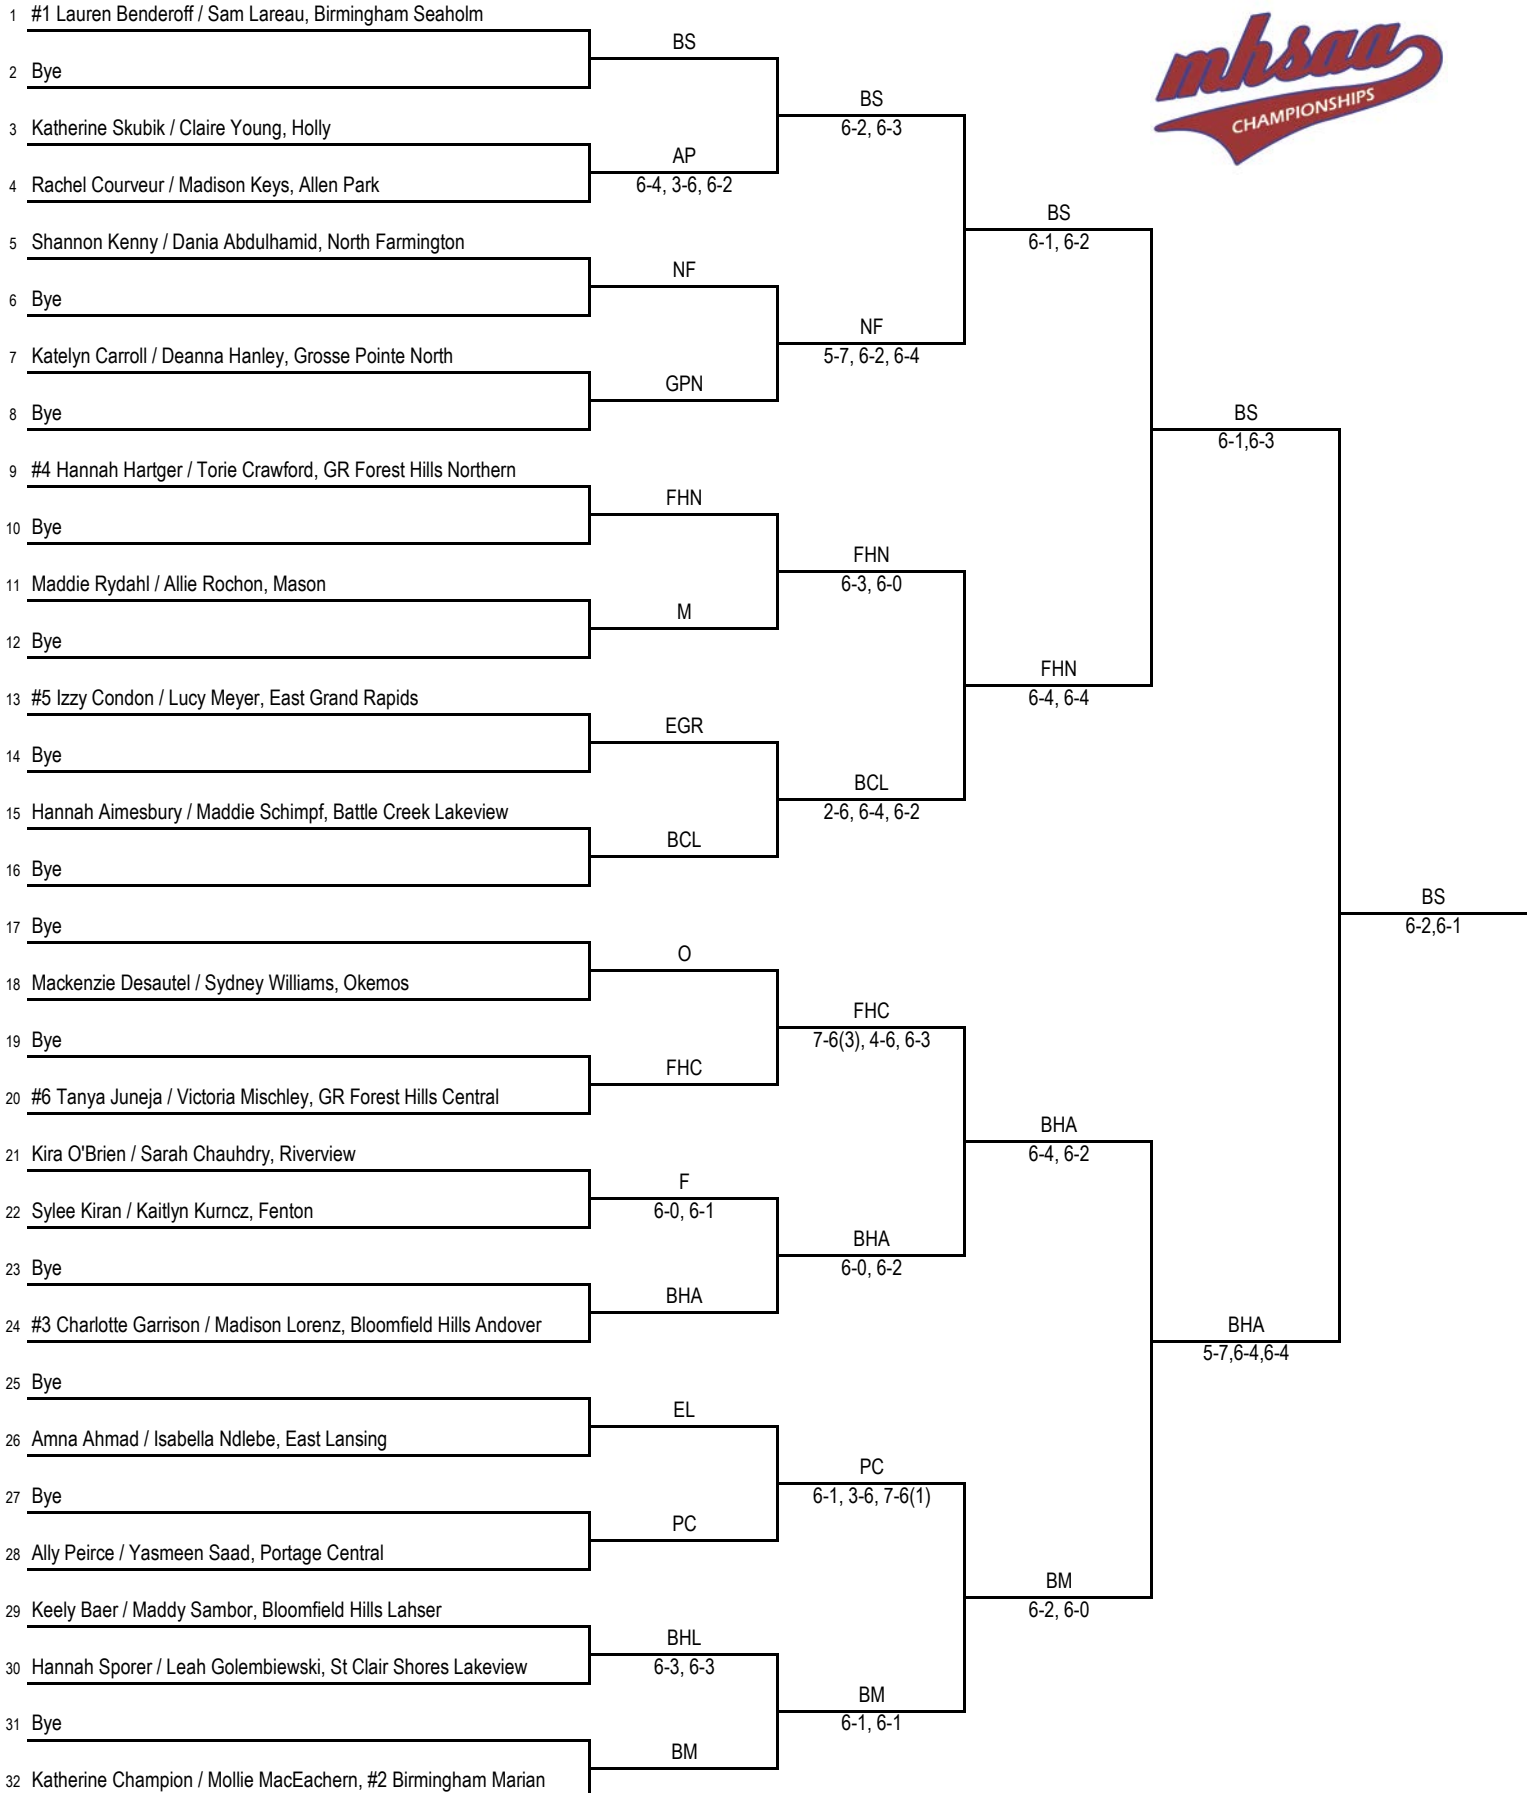 1 #1 Lauren Benderoff / Sam Lareau, Birmingham Seaholm
mhsaa
CHAMPIONSHIPS
BS
2 Bye
BS
6-2, 6-3
3 Katherine Skubik / Claire Young, Holly
AP
6-4, 3-6, 6-2
4 Rachel Courveur / Madison Keys, Allen Park
BS
6-1, 6-2
5 Shannon Kenny / Dania Abdulhamid, North Farmington
NF
6 Bye
NF
5-7, 6-2, 6-4
7 Katelyn Carroll / Deanna Hanley, Grosse Pointe North
GPN
8 Bye
BS
6-1,6-3
9 #4 Hannah Hartger / Torie Crawford, GR Forest Hills Northern
FHN
10 Bye
FHN
6-3, 6-0
11 Maddie Rydahl / Allie Rochon, Mason
M
12 Bye
FHN
6-4, 6-4
13 #5 Izzy Condon / Lucy Meyer, East Grand Rapids
EGR
14 Bye
BCL
2-6, 6-4, 6-2
15 Hannah Aimesbury / Maddie Schimpf, Battle Creek Lakeview
BCL
16 Bye
BS
6-2,6-1
17 Bye
O
18 Mackenzie Desautel / Sydney Williams, Okemos
FHC
7-6(3), 4-6, 6-3
19 Bye
FHC
20 #6 Tanya Juneja / Victoria Mischley, GR Forest Hills Central
BHA
6-4, 6-2
21 Kira O'Brien / Sarah Chauhdry, Riverview
F
6-0, 6-1
22 Sylee Kiran / Kaitlyn Kurncz, Fenton
BHA
6-0, 6-2
23 Bye
BHA
24 #3 Charlotte Garrison / Madison Lorenz, Bloomfield Hills Andover
BHA
5-7,6-4,6-4
25 Bye
EL
26 Amna Ahmad / Isabella Ndlebe, East Lansing
PC
6-1, 3-6, 7-6(1)
27 Bye
PC
28 Ally Peirce / Yasmeen Saad, Portage Central
BM
6-2, 6-0
29 Keely Baer / Maddy Sambor, Bloomfield Hills Lahser
BHL
6-3, 6-3
30 Hannah Sporer / Leah Golembiewski, St Clair Shores Lakeview
BM
6-1, 6-1
31 Bye
BM
32 Katherine Champion / Mollie MacEachern, #2 Birmingham Marian